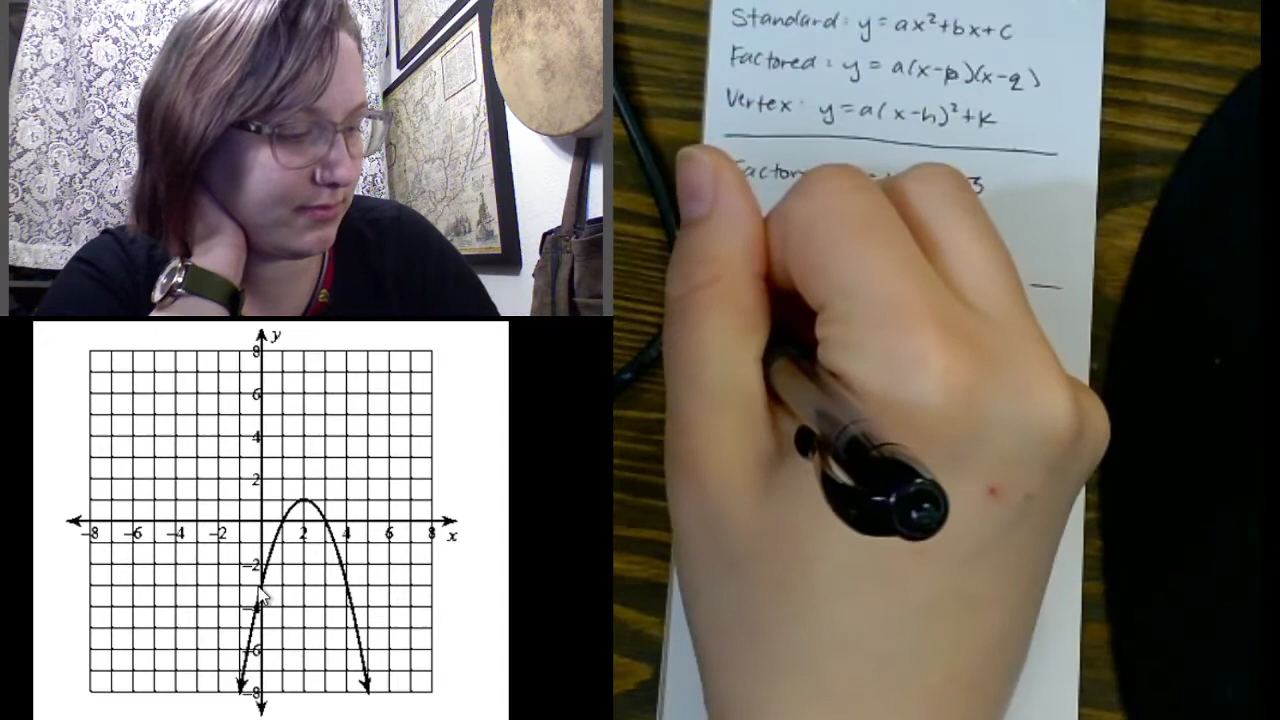 Standard: y = ax²+bx+c
Factored: y = a(x-p)(x-q)
Vertex: y=a(x-h)²+k
3
y
8
6
4
2
-8 -6 -4 -2 2 4 6 8 x
-2
-4
-6
-8